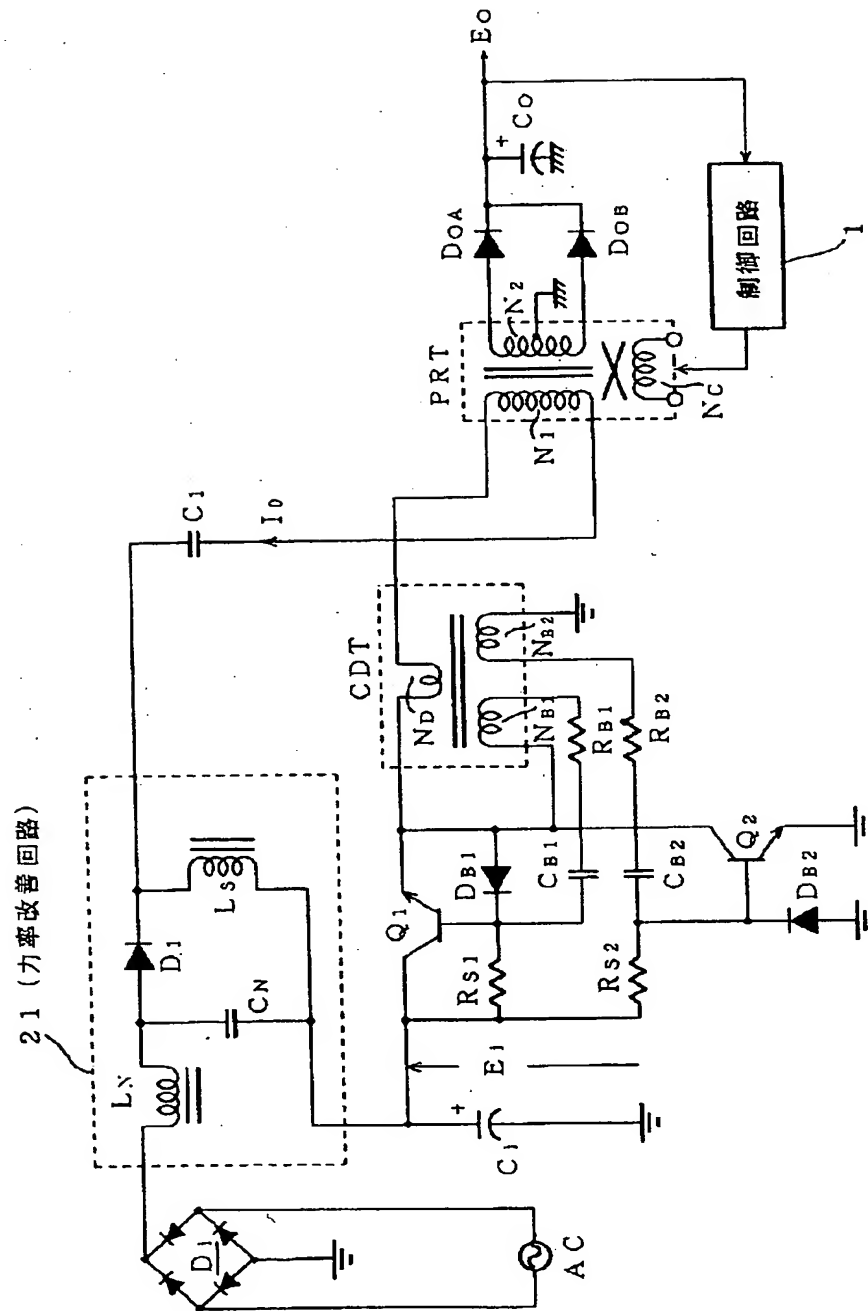 21 (力率改善回路)
LN
D1
CN
LS
C1
I0
D1
AC
C1
E1
Q1
RS1
DB1
CB1
RB1
RS2
CB2
RB2
Q2
DB2
CDT
ND
NB1
NB2
PRT
N1
N2
NC
DOA
DOB
CO
EO
制御回路
1
+
+